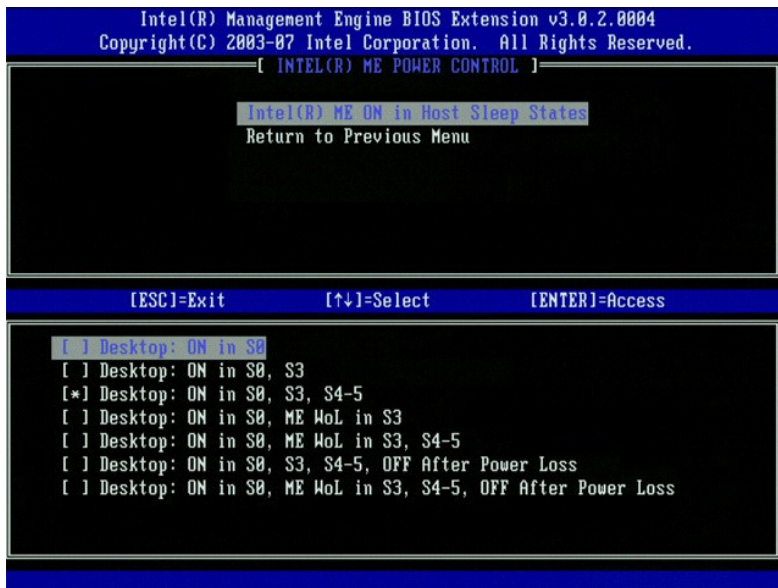 Intel(R) Management Engine BIOS Extension v3.0.2.0004
Copyright(C) 2003-07 Intel Corporation. All Rights Reserved.
[ INTEL(R) ME POWER CONTROL ]
Intel(R) ME ON in Host Sleep States
Return to Previous Menu
[ESC]=Exit [↑↓]=Select [ENTER]=Access
[ ] Desktop: ON in S0
[ ] Desktop: ON in S0, S3
[*] Desktop: ON in S0, S3, S4-5
[ ] Desktop: ON in S0, ME WoL in S3
[ ] Desktop: ON in S0, ME WoL in S3, S4-5
[ ] Desktop: ON in S0, S3, S4-5, OFF After Power Loss
[ ] Desktop: ON in S0, ME WoL in S3, S4-5, OFF After Power Loss